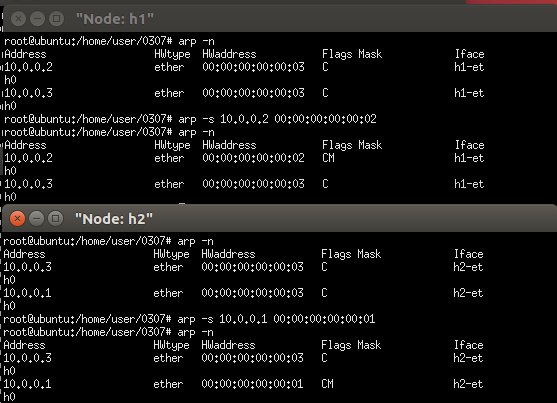 "Node: h1"
root@ubuntu:/home/user/0307# arp -n
Address HWtype HWaddress Flags Mask Iface
10.0.0.2 ether 00:00:00:00:00:03 C h1-et
h0
10.0.0.3 ether 00:00:00:00:00:03 C h1-et
h0
root@ubuntu:/home/user/0307# arp -s 10.0.0.2 00:00:00:00:00:02
root@ubuntu:/home/user/0307# arp -n
Address HWtype HWaddress Flags Mask Iface
10.0.0.2 ether 00:00:00:00:00:02 CM h1-et
h0
10.0.0.3 ether 00:00:00:00:00:03 C h1-et
h0
"Node: h2"
root@ubuntu:/home/user/0307# arp -n
Address HWtype HWaddress Flags Mask Iface
10.0.0.3 ether 00:00:00:00:00:03 C h2-et
h0
10.0.0.1 ether 00:00:00:00:00:03 C h2-et
h0
root@ubuntu:/home/user/0307# arp -s 10.0.0.1 00:00:00:00:00:01
root@ubuntu:/home/user/0307# arp -n
Address HWtype HWaddress Flags Mask Iface
10.0.0.3 ether 00:00:00:00:00:03 C h2-et
h0
10.0.0.1 ether 00:00:00:00:00:01 CM h2-et
h0